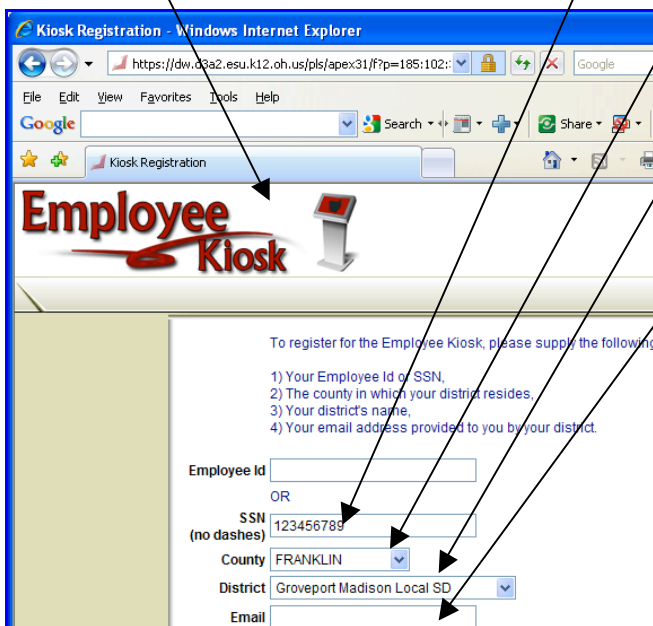 Kiosk Registration - Windows Internet Explorer
https://dw.d3a2.esu.k12.oh.us/pls/apex31/f?p=185:102:
Google
File Edit View Favorites Tools Help
Google Search Share
Kiosk Registration
Employee
Kiosk
To register for the Employee Kiosk, please supply the following
1) Your Employee Id or SSN,
2) The county in which your district resides,
3) Your district's name,
4) Your email address provided to you by your district.
Employee Id
OR
SSN
(no dashes) 123456789
County FRANKLIN
District Groveport Madison Local SD
Email